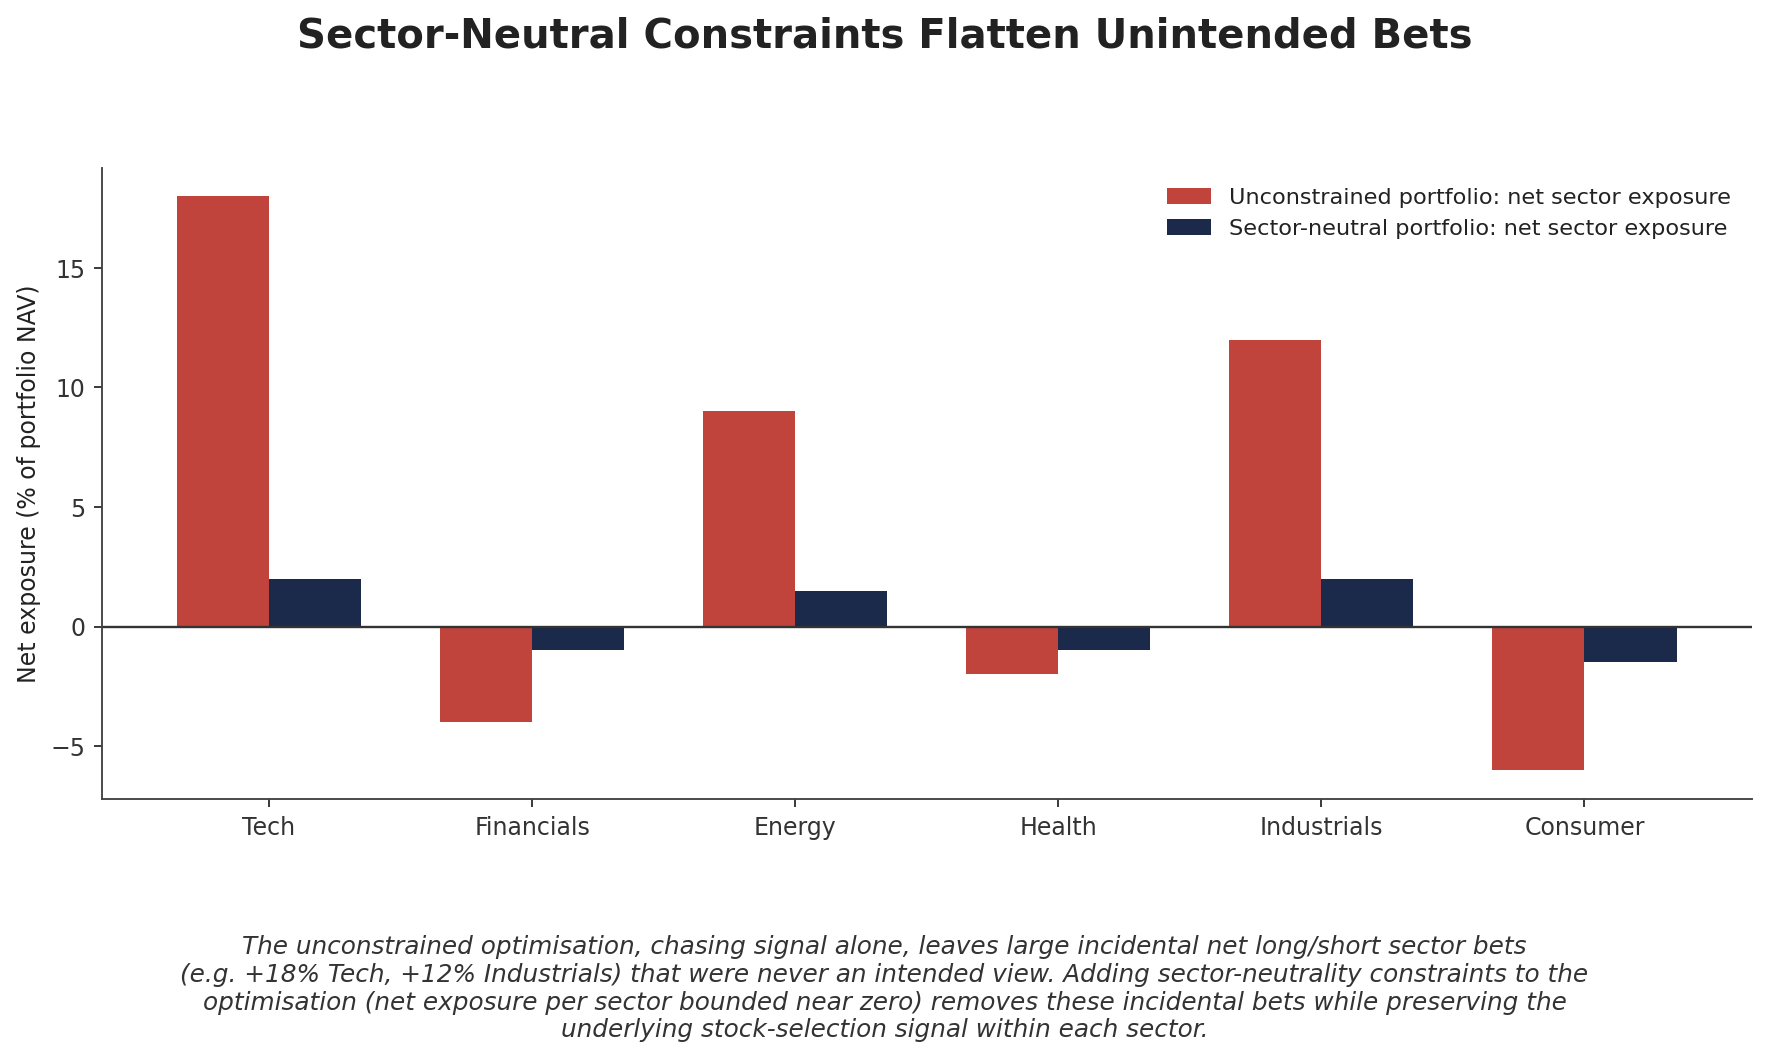 Sector-Neutral Constraints Flatten Unintended Bets
Unconstrained portfolio: net sector exposure
Sector-neutral portfolio: net sector exposure
Net exposure (% of portfolio NAV)
15
10
5
0
−5
Tech
Financials
Energy
Health
Industrials
Consumer
The unconstrained optimisation, chasing signal alone, leaves large incidental net long/short sector bets
(e.g. +18% Tech, +12% Industrials) that were never an intended view. Adding sector-neutrality constraints to the
optimisation (net exposure per sector bounded near zero) removes these incidental bets while preserving the
underlying stock-selection signal within each sector.